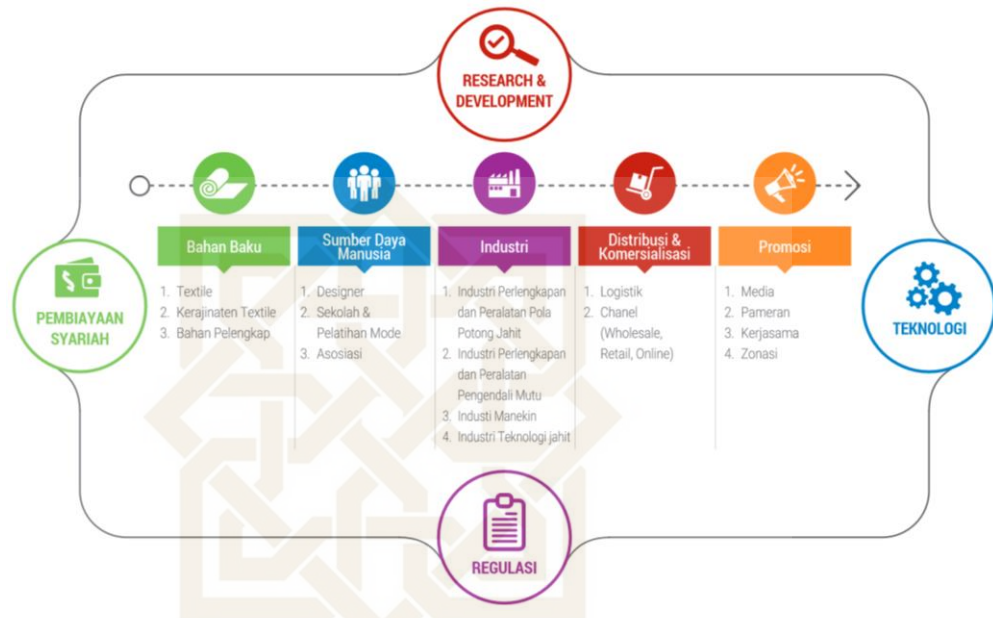 RESEARCH &
DEVELOPMENT
Bahan Baku
Sumber Daya
Manusia
Industri
Distribusi &
Komersialisasi
Promosi
PEMBIAYAAN
SYARIAH
1. Textile
2. Kerajinaten Textile
3. Bahan Pelengkap
1. Designer
2. Sekolah &
Pelatihan Mode
3. Asosiasi
1. Industri Perlengkapan
dan Peralatan Pola
Potong Jahit
2. Industri Perlengkapan
dan Peralatan
Pengendali Mutu
3. Industi Manekin
4. Industri Teknologi jahit
1. Logistik
2. Chanel
(Wholesale,
Retail, Online)
1. Media
2. Pameran
3. Kerjasama
4. Zonasi
TEKNOLOGI
REGULASI